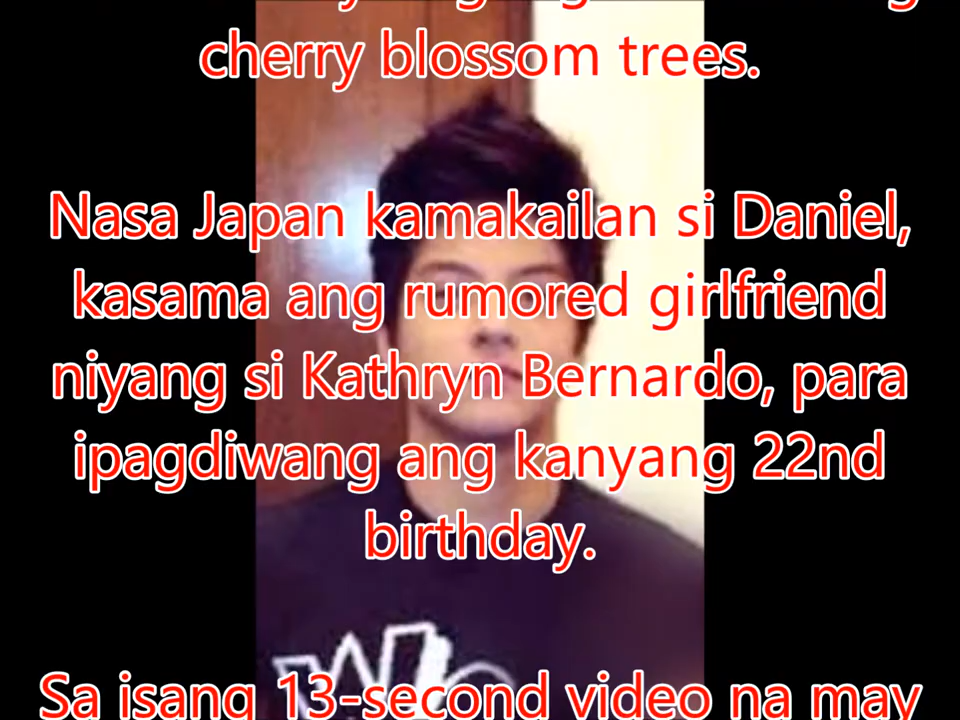 cherry blossom trees.
Nasa Japan kamakailan si Daniel,
kasama ang rumored girlfriend
niyang si Kathryn Bernardo, para
ipagdiwang ang kanyang 22nd
birthday.
Sa isang 13-second video na may